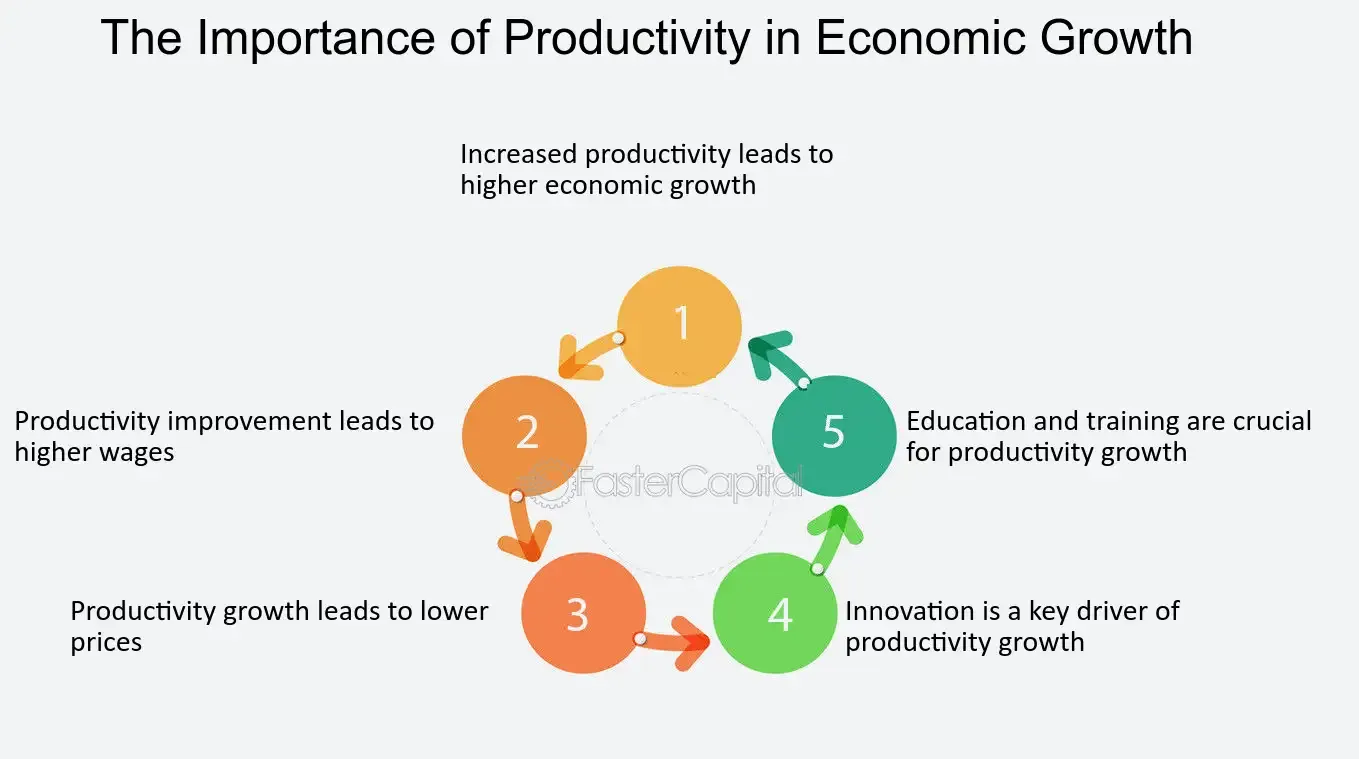 The Importance of Productivity in Economic Growth
Increased productivity leads to
higher economic growth
1
Productivity improvement leads to
higher wages
2
5
Education and training are crucial
for productivity growth
FasterCapital
Productivity growth leads to lower
prices
3
4
Innovation is a key driver of
productivity growth